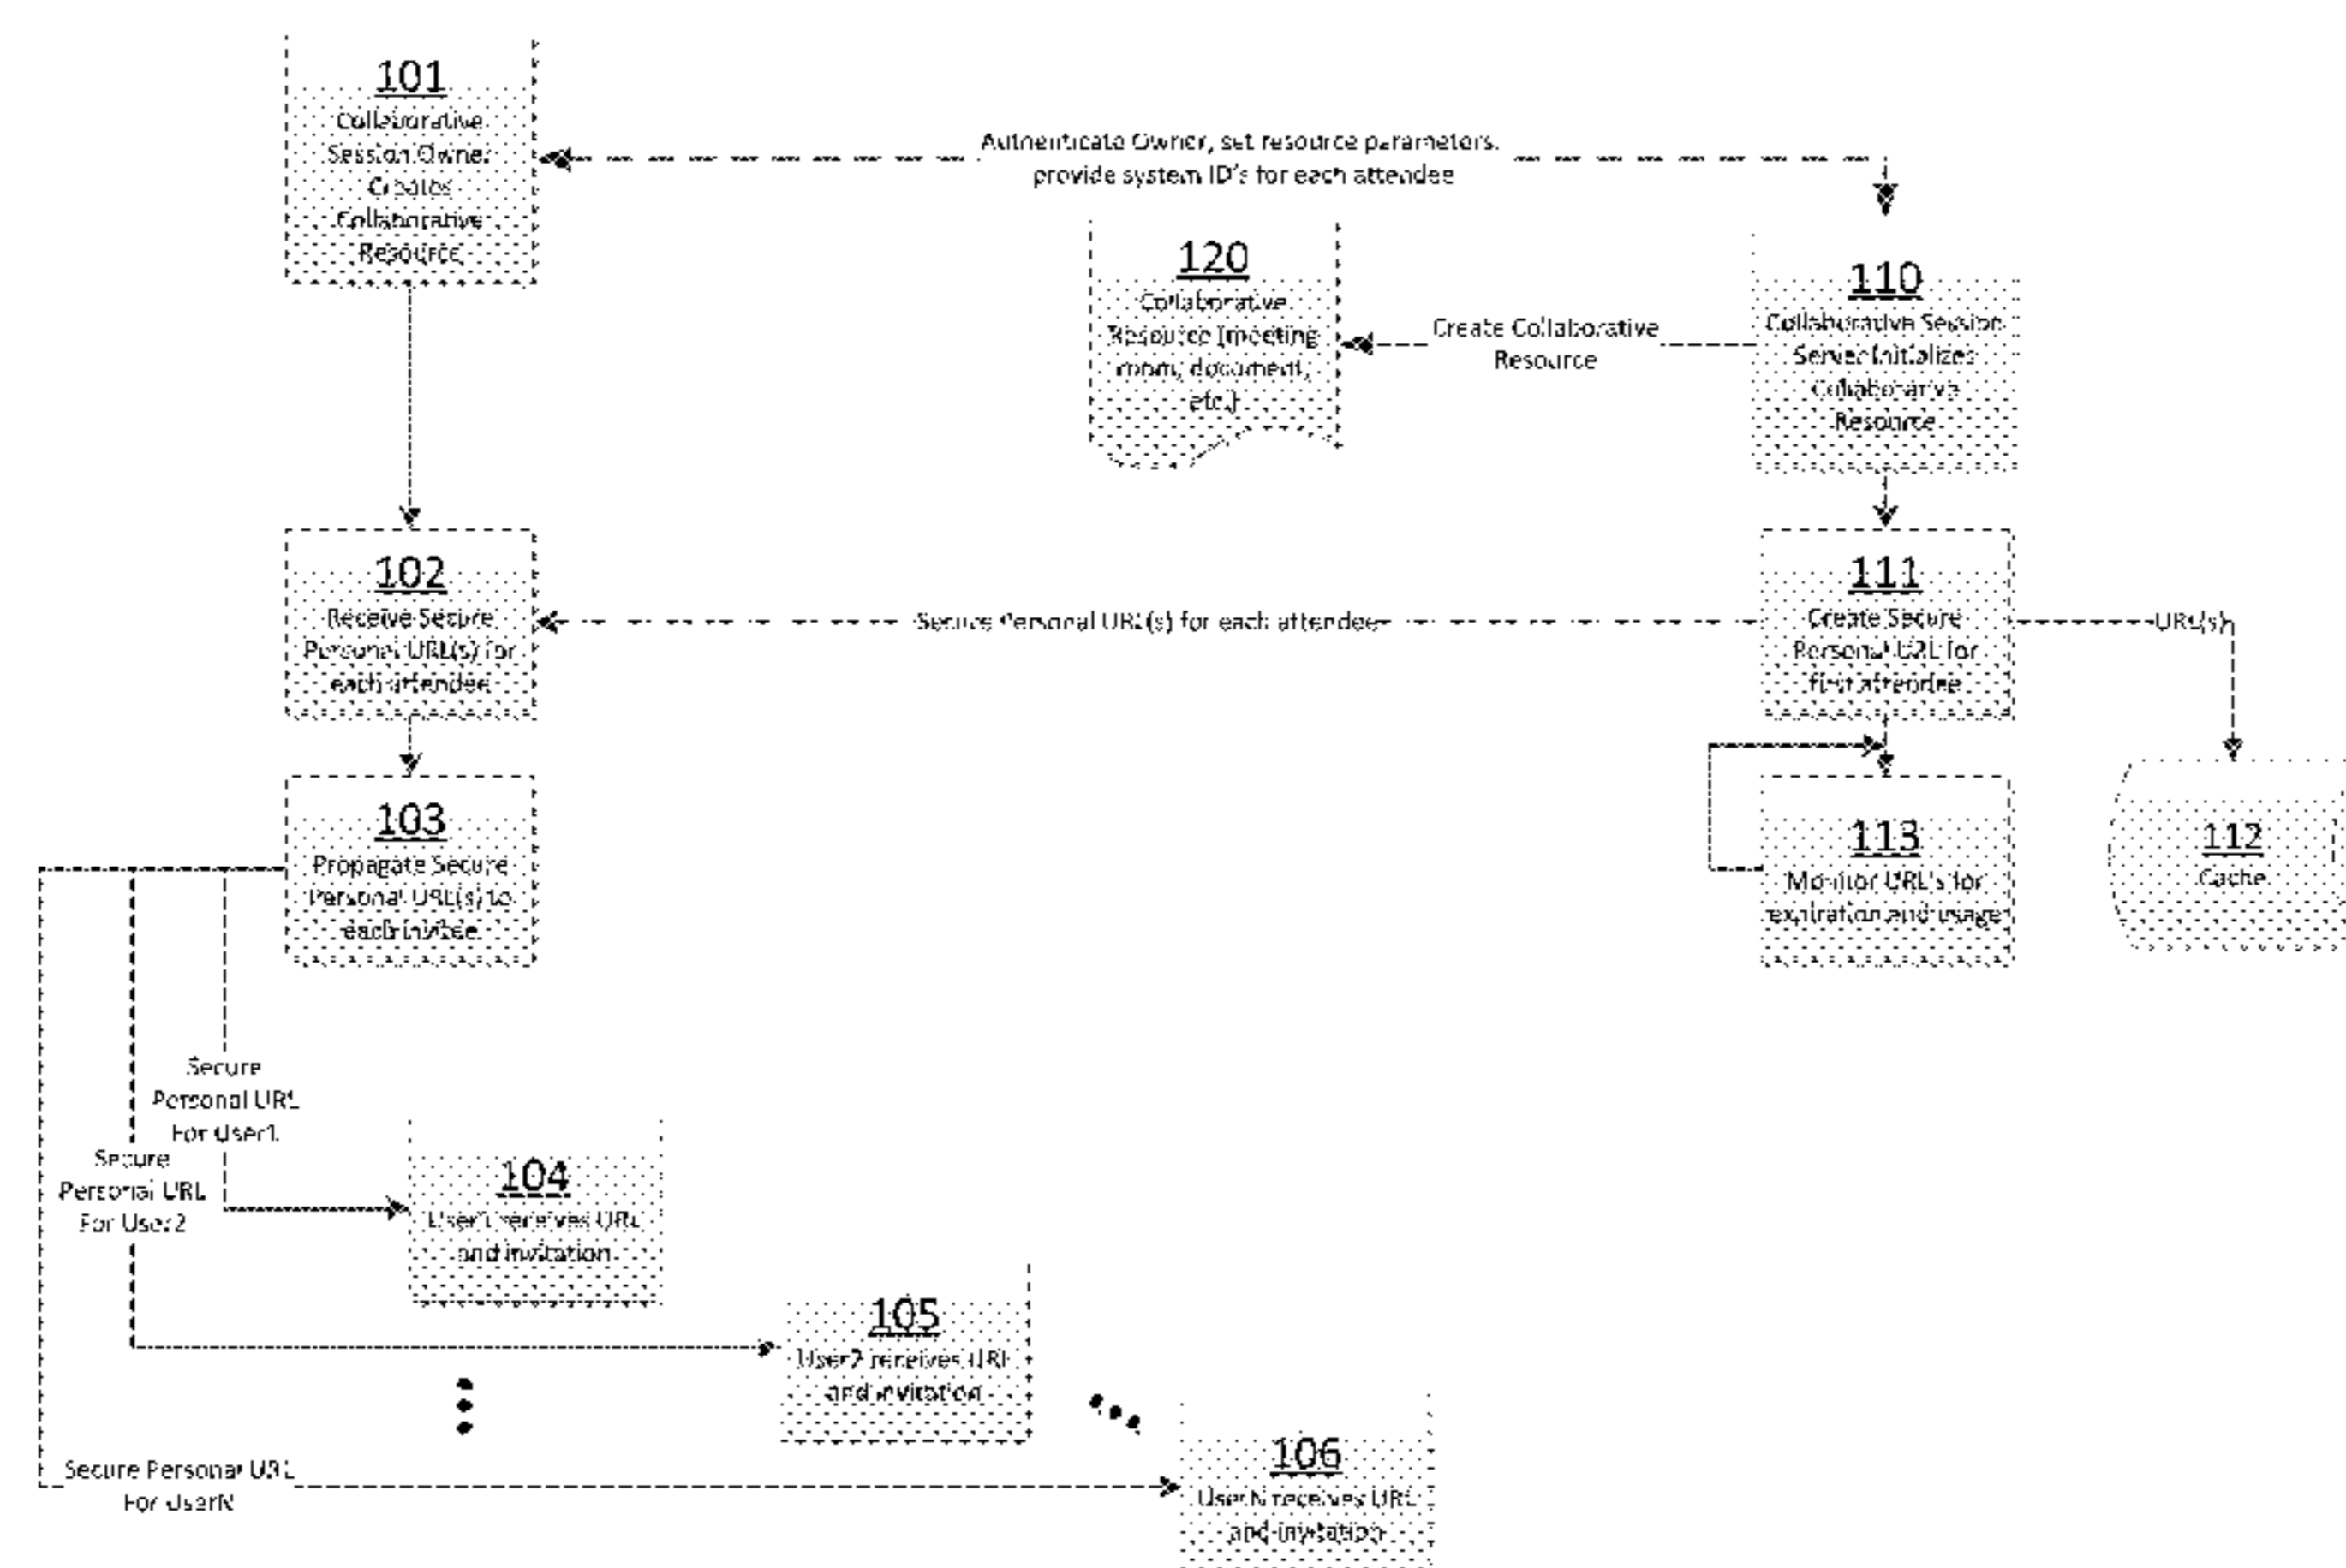 101
Collaborative
Session Owner
Creates
Collaborative
Resource
Authenticate Owner, set resource parameters.
provide system ID's for each attendee
120
Collaborative
Resource (meeting
room, document,
etc.)
Create Collaborative
Resource
110
Collaborative Session
Server Initializes
Collaborative
Resource
102
Receive Secure
Personal URL(s) for
each attendee
Secure Personal URL(s) for each attendee
111
Create Secure
Personal URL for
first attendee
URL(s)
103
Propagate Secure
Personal URL(s) to
each invitee
113
Monitor URL's for
expiration and usage
112
Cache
Secure
Personal URL
For User1
Secure
Personal URL
For User2
104
User1 receives URL
and invitation
105
User2 receives URL
and invitation
Secure Personal URL
For UserN
106
UserN receives URL
and invitation